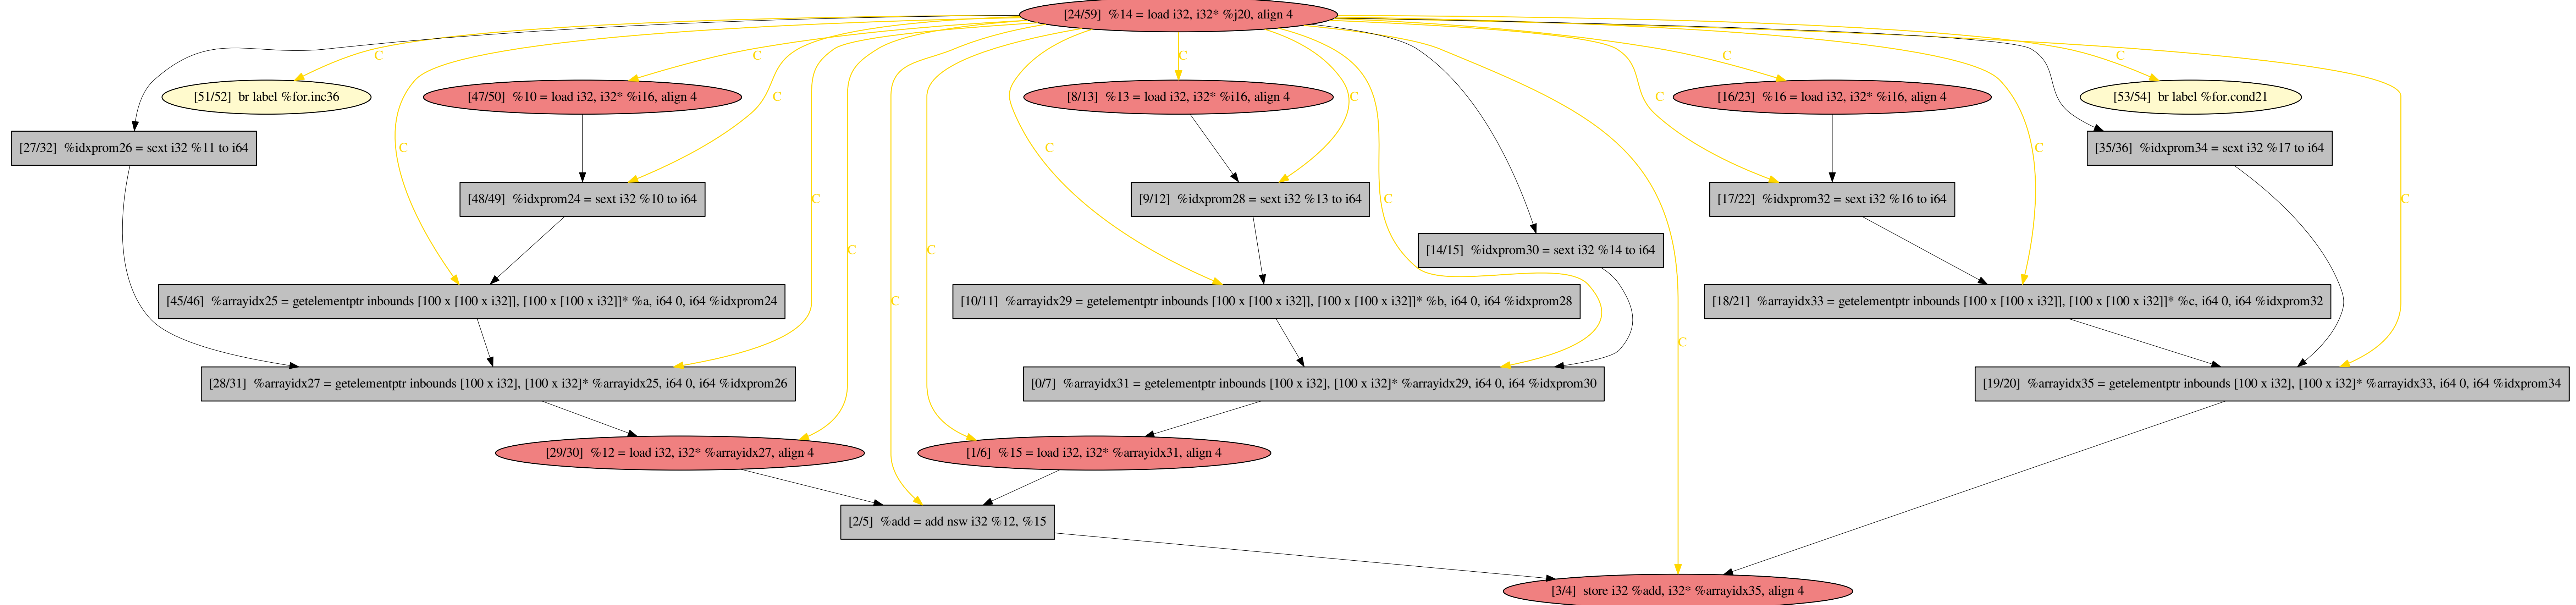 [24/59]  %14 = load i32, i32* %j20, align 4
C C C C C
[51/52]  br label %for.inc36
[47/50]  %10 = load i32, i32* %i16, align 4
[8/13]  %13 = load i32, i32* %i16, align 4
[16/23]  %16 = load i32, i32* %i16, align 4
[53/54]  br label %for.cond21
C C C
[27/32]  %idxprom26 = sext i32 %11 to i64
C C C
[35/36]  %idxprom34 = sext i32 %17 to i64
[48/49]  %idxprom24 = sext i32 %10 to i64
C
[9/12]  %idxprom28 = sext i32 %13 to i64
C
[17/22]  %idxprom32 = sext i32 %16 to i64
C
C C
[14/15]  %idxprom30 = sext i32 %14 to i64
[45/46]  %arrayidx25 = getelementptr inbounds [100 x [100 x i32]], [100 x [100 x i32]]* %a, i64 0, i64 %idxprom24
C
[10/11]  %arrayidx29 = getelementptr inbounds [100 x [100 x i32]], [100 x [100 x i32]]* %b, i64 0, i64 %idxprom28
[18/21]  %arrayidx33 = getelementptr inbounds [100 x [100 x i32]], [100 x [100 x i32]]* %c, i64 0, i64 %idxprom32
C
[28/31]  %arrayidx27 = getelementptr inbounds [100 x i32], [100 x i32]* %arrayidx25, i64 0, i64 %idxprom26
[0/7]  %arrayidx31 = getelementptr inbounds [100 x i32], [100 x i32]* %arrayidx29, i64 0, i64 %idxprom30
[19/20]  %arrayidx35 = getelementptr inbounds [100 x i32], [100 x i32]* %arrayidx33, i64 0, i64 %idxprom34
[29/30]  %12 = load i32, i32* %arrayidx27, align 4
[1/6]  %15 = load i32, i32* %arrayidx31, align 4
[2/5]  %add = add nsw i32 %12, %15
[3/4]  store i32 %add, i32* %arrayidx35, align 4